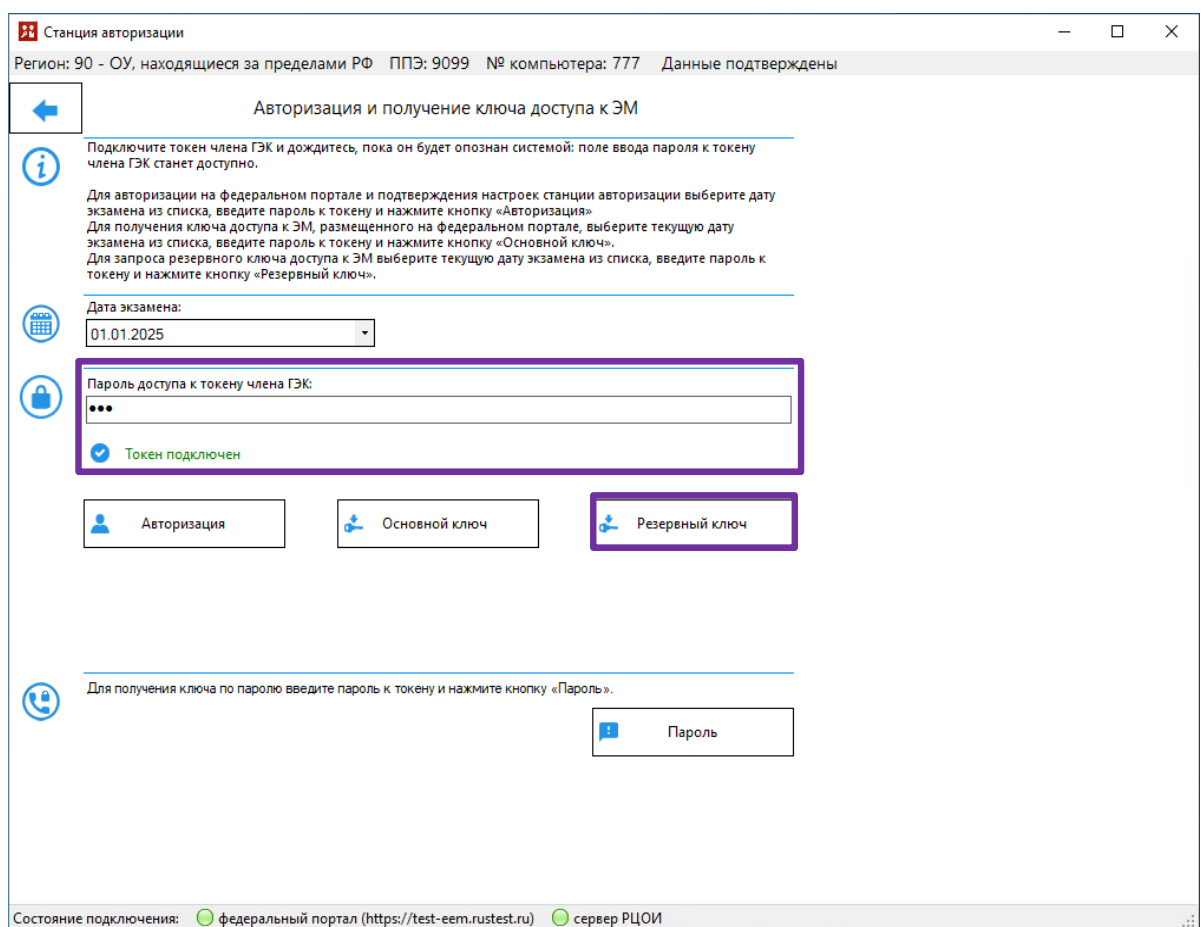 Станция авторизации
Регион: 90 - ОУ, находящиеся за пределами РФ ППЭ: 9099 № компьютера: 777 Данные подтверждены
Авторизация и получение ключа доступа к ЭМ
Подключите токен члена ГЭК и дождитесь, пока он будет опознан системой: поле ввода пароля к токену
члена ГЭК станет доступно.
Для авторизации на федеральном портале и подтверждения настроек станции авторизации выберите дату
экзамена из списка, введите пароль к токену и нажмите кнопку «Авторизация»
Для получения ключа доступа к ЭМ, размещенного на федеральном портале, выберите текущую дату
экзамена из списка, введите пароль к токену и нажмите кнопку «Основной ключ».
Для запроса резервного ключа доступа к ЭМ выберите текущую дату экзамена из списка, введите пароль к
токену и нажмите кнопку «Резервный ключ».
Дата экзамена:
01.01.2025
Пароль доступа к токену члена ГЭК:
•••
Токен подключен
Авторизация Основной ключ Резервный ключ
Для получения ключа по паролю введите пароль к токену и нажмите кнопку «Пароль».
Пароль
Состояние подключения: федеральный портал (https://test-eem.rustest.ru) сервер РЦОИ